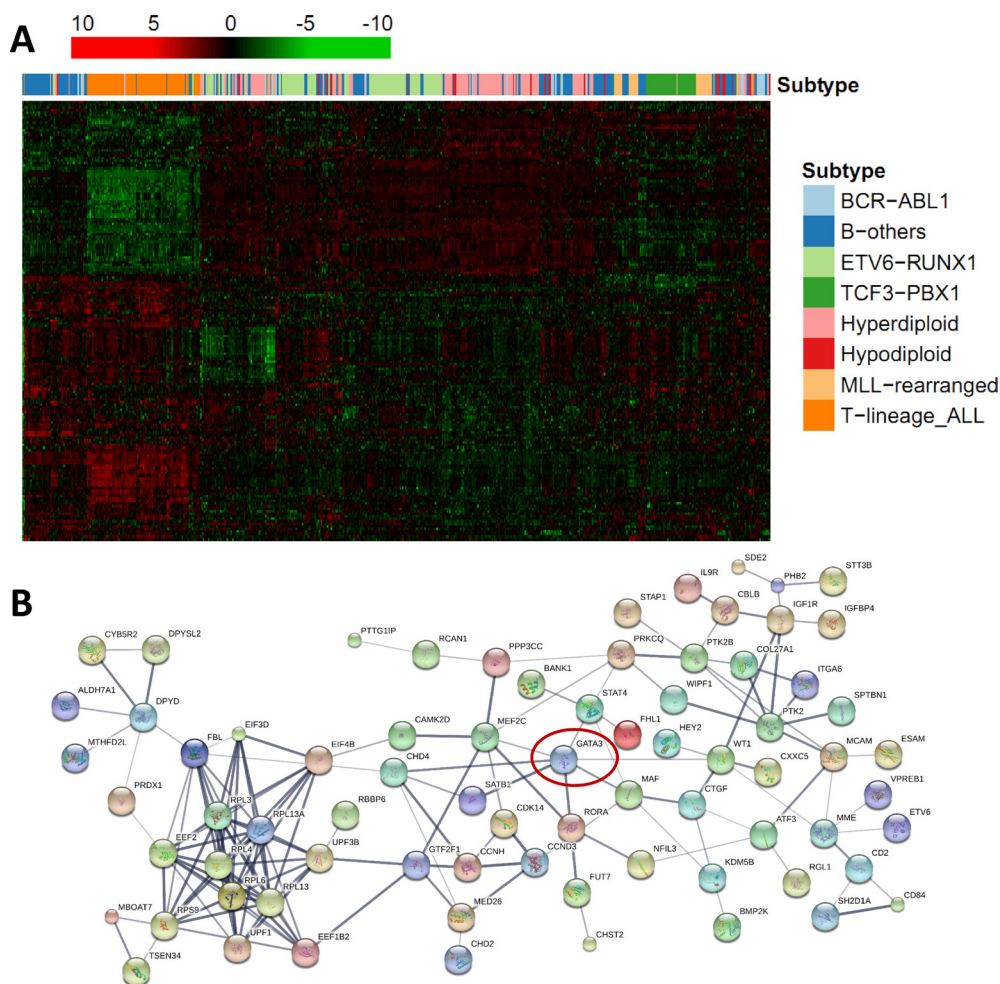 A
10 5 0 -5 -10
Subtype
Subtype
BCR-ABL1
B-others
ETV6-RUNX1
TCF3-PBX1
Hyperdiploid
Hypodiploid
MLL-rearranged
T-lineage_ALL
B
SDE2
STT3B
IL9R
PHB2
CBLB
IGF1R
STAP1
IGFBP4
PTTG1IP
RCAN1
PPP3CC
PRKCQ
PTK2B
COL27A1
CYB5R2
DPYSL2
BANK1
WIPF1
ITGA6
ALDH7A1
DPYD
STAT4
SPTBN1
PTK2
FHL1
EIF3D
CAMK2D
MEF2C
HEY2
MTHFD2L
FBL
EIF4B
GATA3
WT1
MCAM
ESAM
CHD4
CXXC5
PRDX1
SATB1
MAF
VPREB1
RPL3
RBBP6
CTGF
RPL13A
CDK14
RORA
ATF3
MME
ETV6
EEF2
RPL4
UPF3B
GTF2F1
CCNH
CCND3
NFIL3
KDM5B
RGL1
CD2
RPL6
RPL13
FUT7
CD84
MBOAT7
RPS9
MED26
BMP2K
SH2D1A
UPF1
EEF1B2
CHST2
TSEN34
CHD2